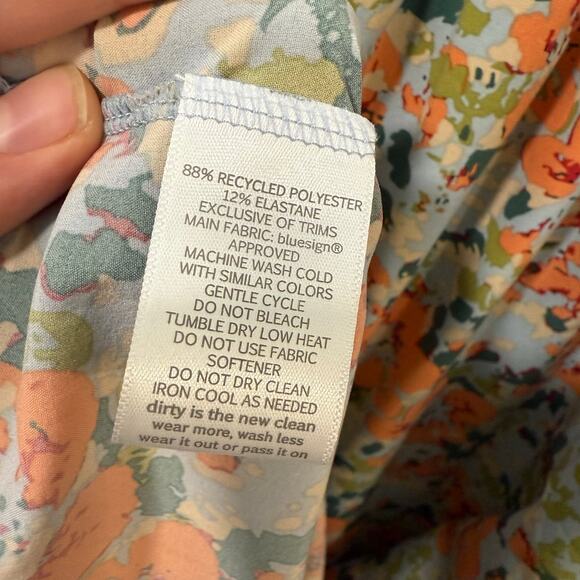 88% RECYCLED POLYESTER
12% ELASTANE
EXCLUSIVE OF TRIMS
MAIN FABRIC: bluesign®
APPROVED
MACHINE WASH COLD
WITH SIMILAR COLORS
GENTLE CYCLE
DO NOT BLEACH
TUMBLE DRY LOW HEAT
DO NOT USE FABRIC
SOFTENER
DO NOT DRY CLEAN
IRON COOL AS NEEDED
dirty is the new clean
wear more, wash less
wear it out or pass it on